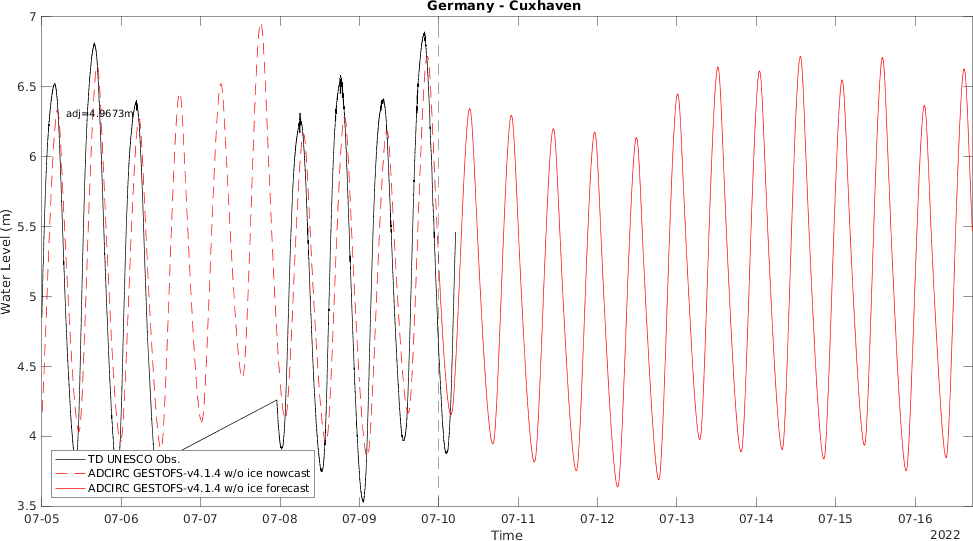 Germany - Cuxhaven
7
6.5
6
5.5
5
4.5
4
3.5
Water Level (m)
adj=4.9673m
TD UNESCO Obs.
ADCIRC GESTOFS-v4.1.4 w/o ice nowcast
ADCIRC GESTOFS-v4.1.4 w/o ice forecast
07-05 07-06 07-07 07-08 07-09 07-10 07-11 07-12 07-13 07-14 07-15 07-16
Time
2022